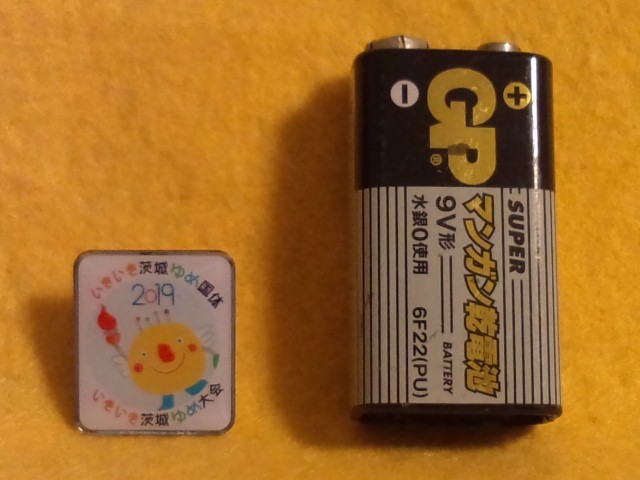 いきいき茨城ゆめ国体
2019
いきいき茨城ゆめ大会
GP®
SUPER
マンガン乾電池
9V形
BATTERY
水銀0使用
6F22(PU)